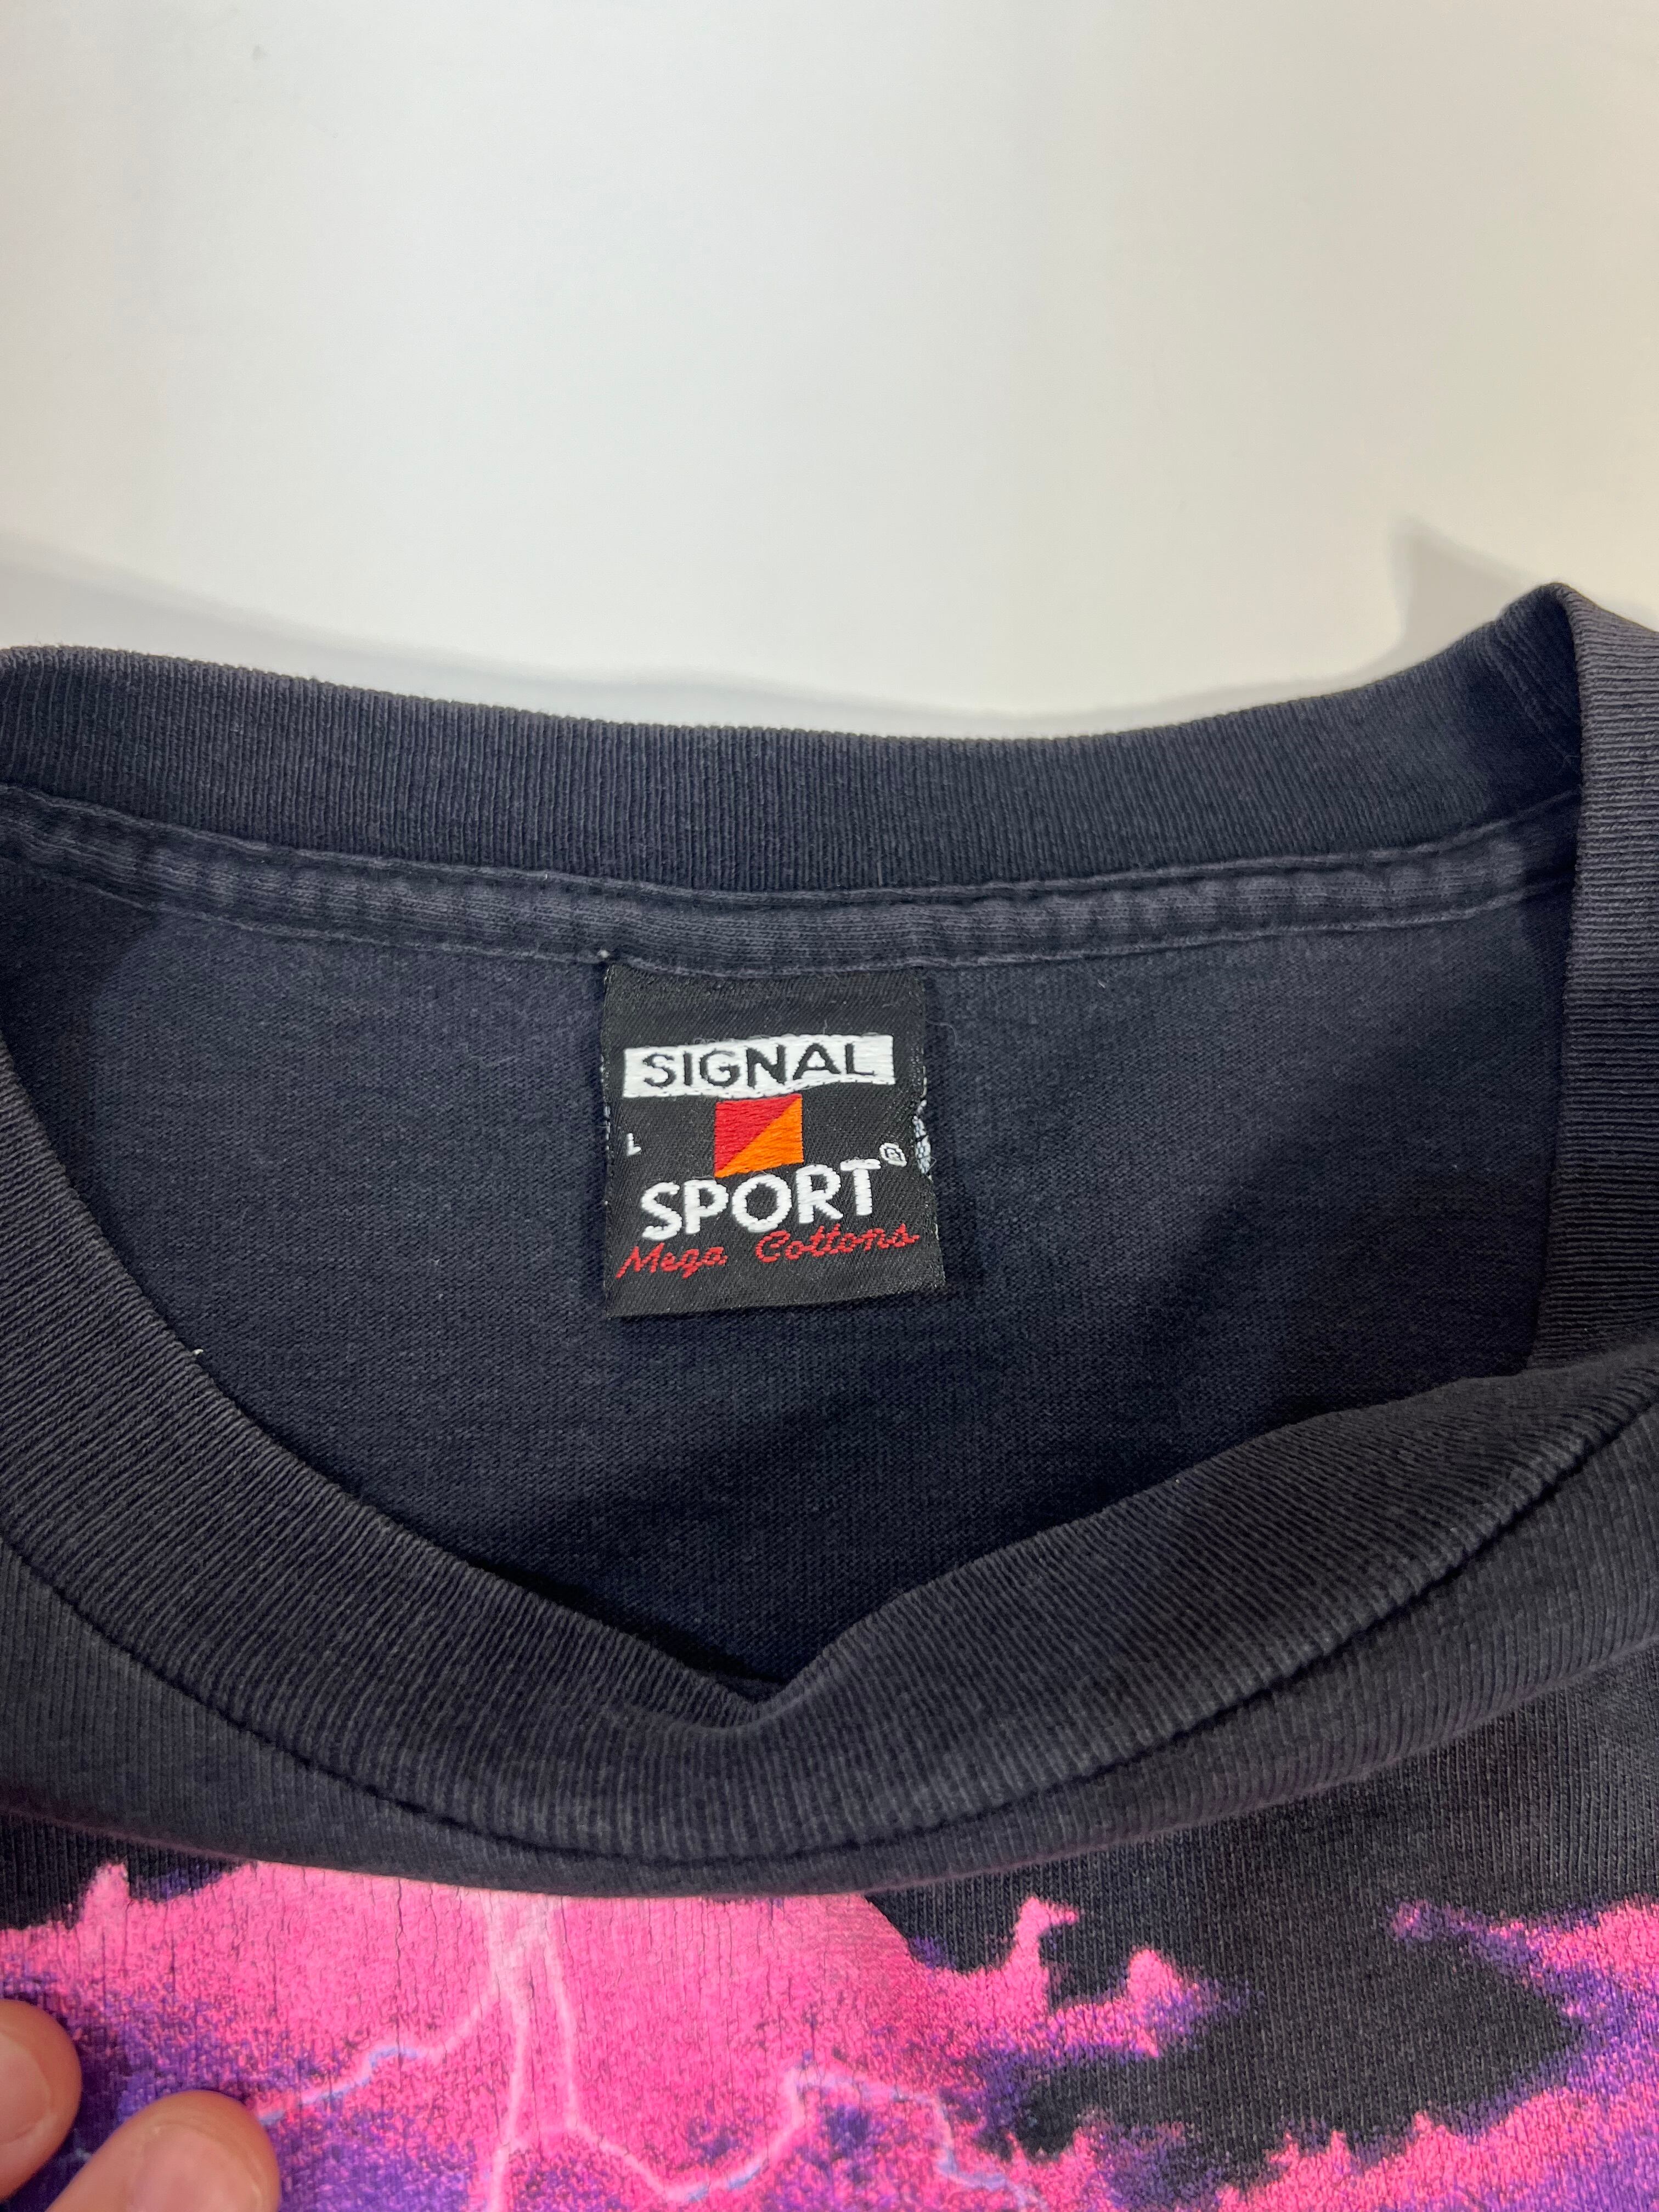 SIGNAL
L
SPORT®
Mega Cottons